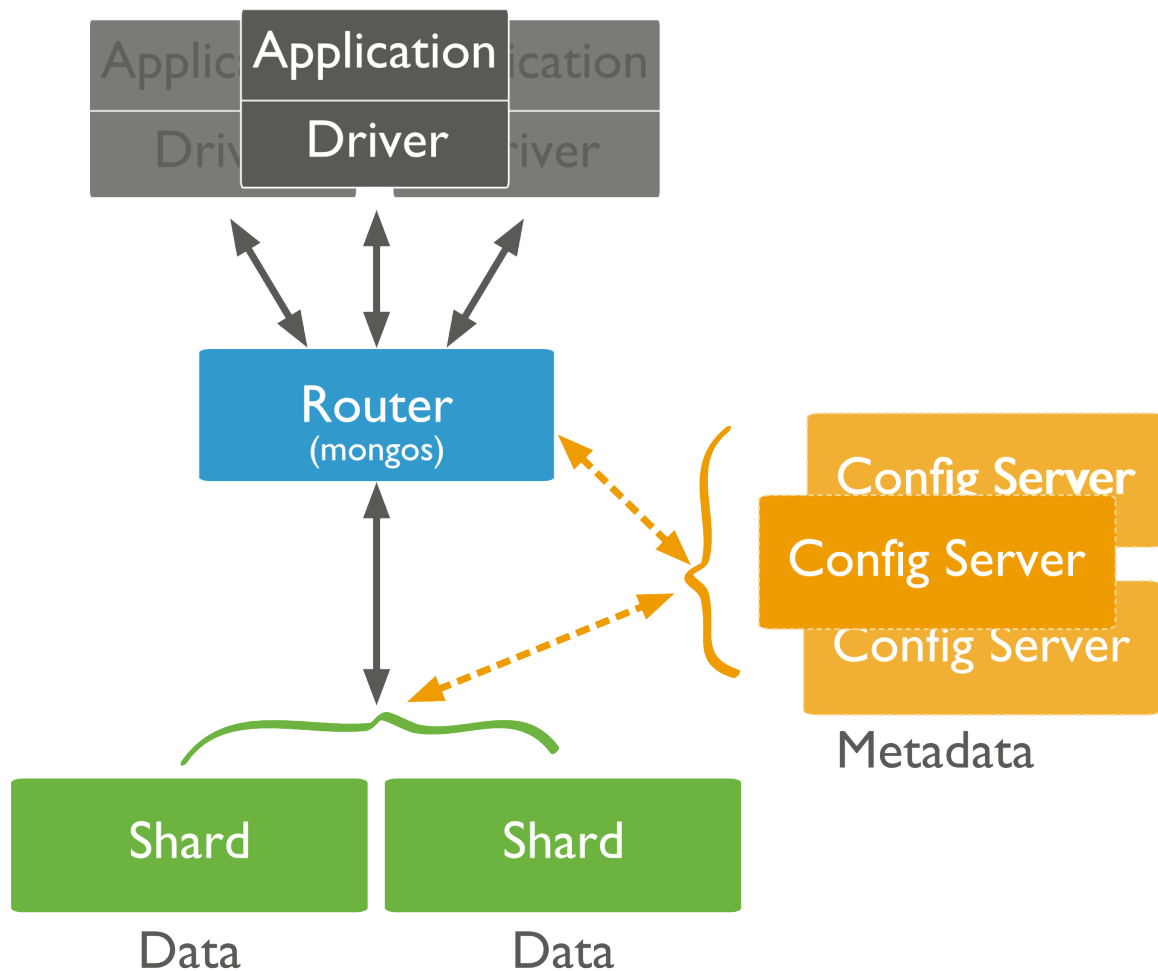 Application
Driver
Router
(mongos)
Config Server
Config Server
Config Server
Metadata
Shard
Shard
Data
Data